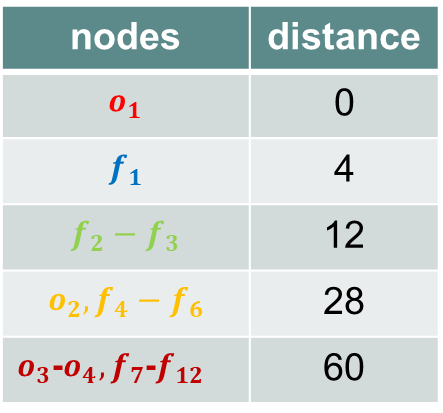 nodes distance
o₁ 0
f₁ 4
f₂ − f₃ 12
o₂, f₄ − f₆ 28
o₃-o₄, f₇-f₁₂ 60